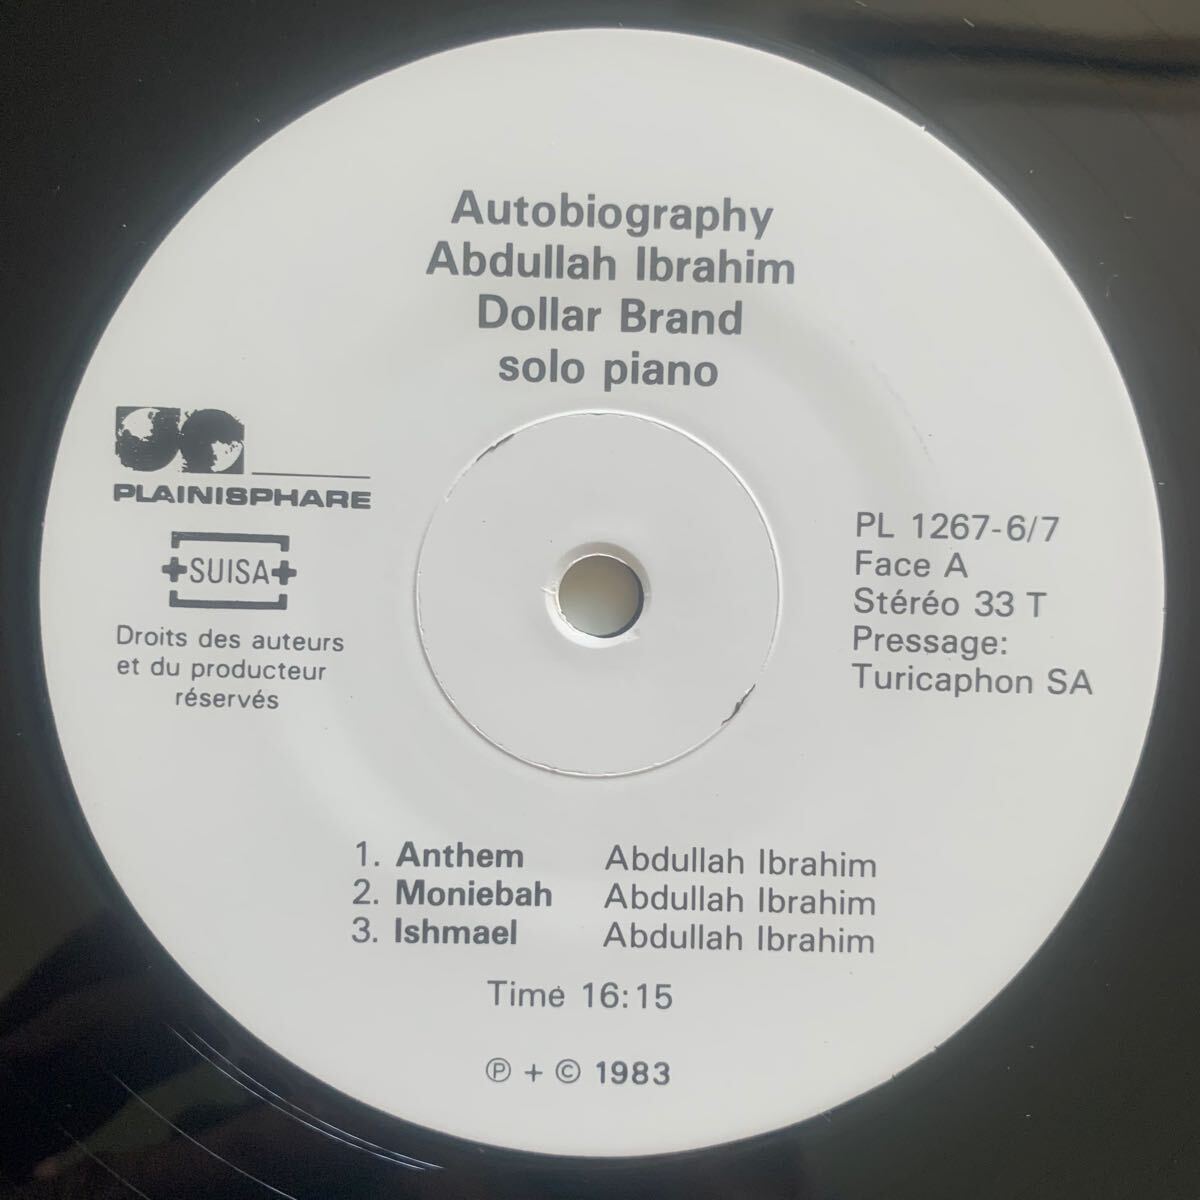 Autobiography
Abdullah Ibrahim
Dollar Brand
solo piano
PLAINISPHARE
SUISA
Droits des auteurs
et du producteur
réservés
PL 1267-6/7
Face A
Stéréo 33 T
Pressage:
Turicaphon SA
1. Anthem Abdullah Ibrahim
2. Moniebah Abdullah Ibrahim
3. Ishmael Abdullah Ibrahim
Time 16:15
℗ + © 1983